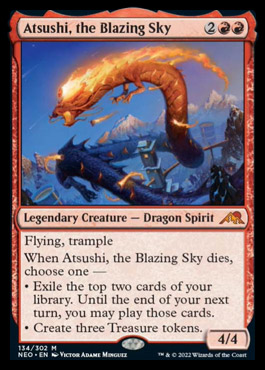 Atsushi, the Blazing Sky 2
Legendary Creature — Dragon Spirit
Flying, trample
When Atsushi, the Blazing Sky dies,
choose one —
• Exile the top two cards of your
library. Until the end of your next
turn, you may play those cards.
• Create three Treasure tokens.
4/4
134/302 M
NEO • EN Victor Adame Minguez
™ & © 2022 Wizards of the Coast